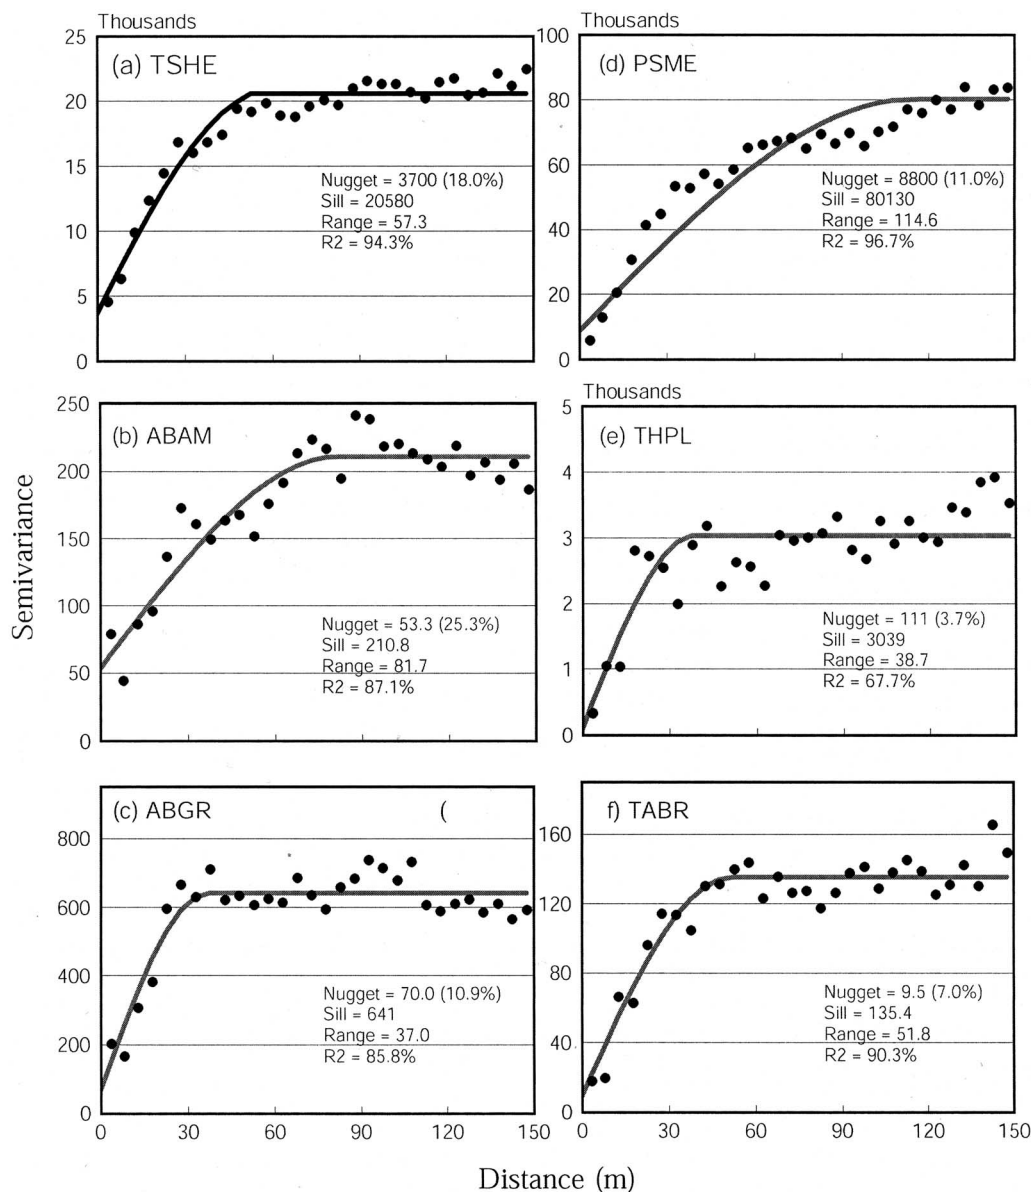 Thousands
25
20
15
10
5
0
(a) TSHE
Nugget = 3700 (18.0%)
Sill = 20580
Range = 57.3
R2 = 94.3%
100
80
60
40
20
0
(d) PSME
Nugget = 8800 (11.0%)
Sill = 80130
Range = 114.6
R2 = 96.7%
Semivariance
250
200
150
100
50
0
(b) ABAM
Nugget = 53.3 (25.3%)
Sill = 210.8
Range = 81.7
R2 = 87.1%
Thousands
5
4
3
2
1
0
(e) THPL
Nugget = 111 (3.7%)
Sill = 3039
Range = 38.7
R2 = 67.7%
800
600
400
200
0
(c) ABGR
(
Nugget = 70.0 (10.9%)
Sill = 641
Range = 37.0
R2 = 85.8%
0 30 60 90 120 150
160
120
80
40
0
f) TABR
Nugget = 9.5 (7.0%)
Sill = 135.4
Range = 51.8
R2 = 90.3%
0 30 60 90 120 150
Distance (m)